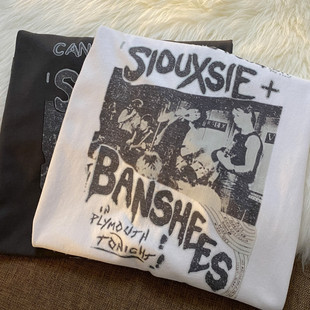 CAN
S
SIOUXSIE +
BANSHEES
IN
PLYMOUTH
TONIGHT!